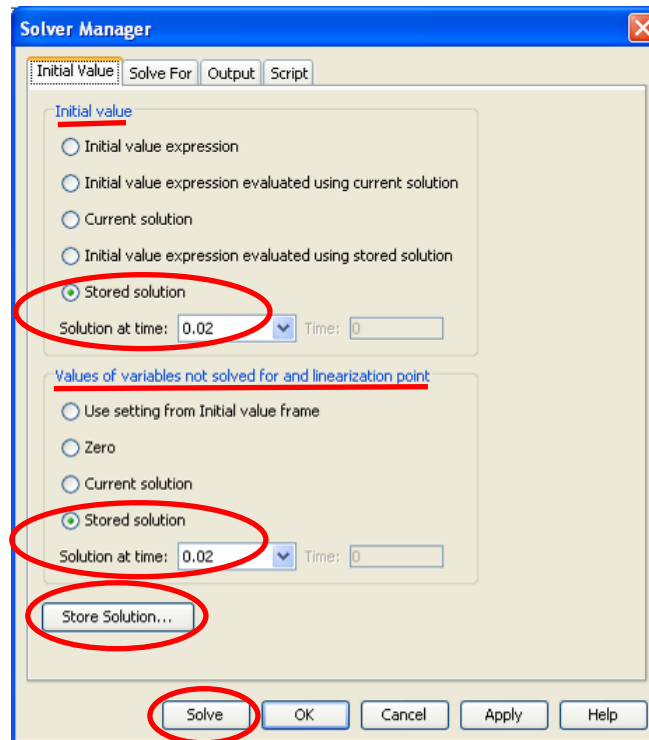 Solver Manager
Initial Value Solve For Output Script
Initial value
Initial value expression
Initial value expression evaluated using current solution
Current solution
Initial value expression evaluated using stored solution
Stored solution
Solution at time: 0.02 Time: 0
Values of variables not solved for and linearization point
Use setting from Initial value frame
Zero
Current solution
Stored solution
Solution at time: 0.02 Time: 0
Store Solution...
Solve OK Cancel Apply Help